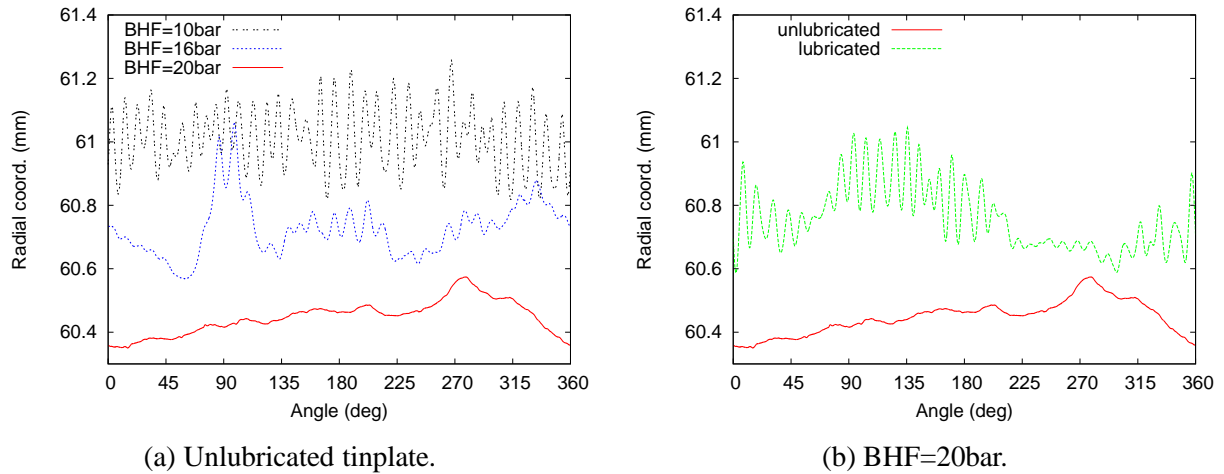 61.4
61.2
61
60.8
60.6
60.4
0 45 90 135 180 225 270 315 360
Radial coord. (mm)
Angle (deg)
BHF=10bar
BHF=16bar
BHF=20bar
(a) Unlubricated tinplate.
61.4
61.2
61
60.8
60.6
60.4
0 45 90 135 180 225 270 315 360
Radial coord. (mm)
Angle (deg)
unlubricated
lubricated
(b) BHF=20bar.